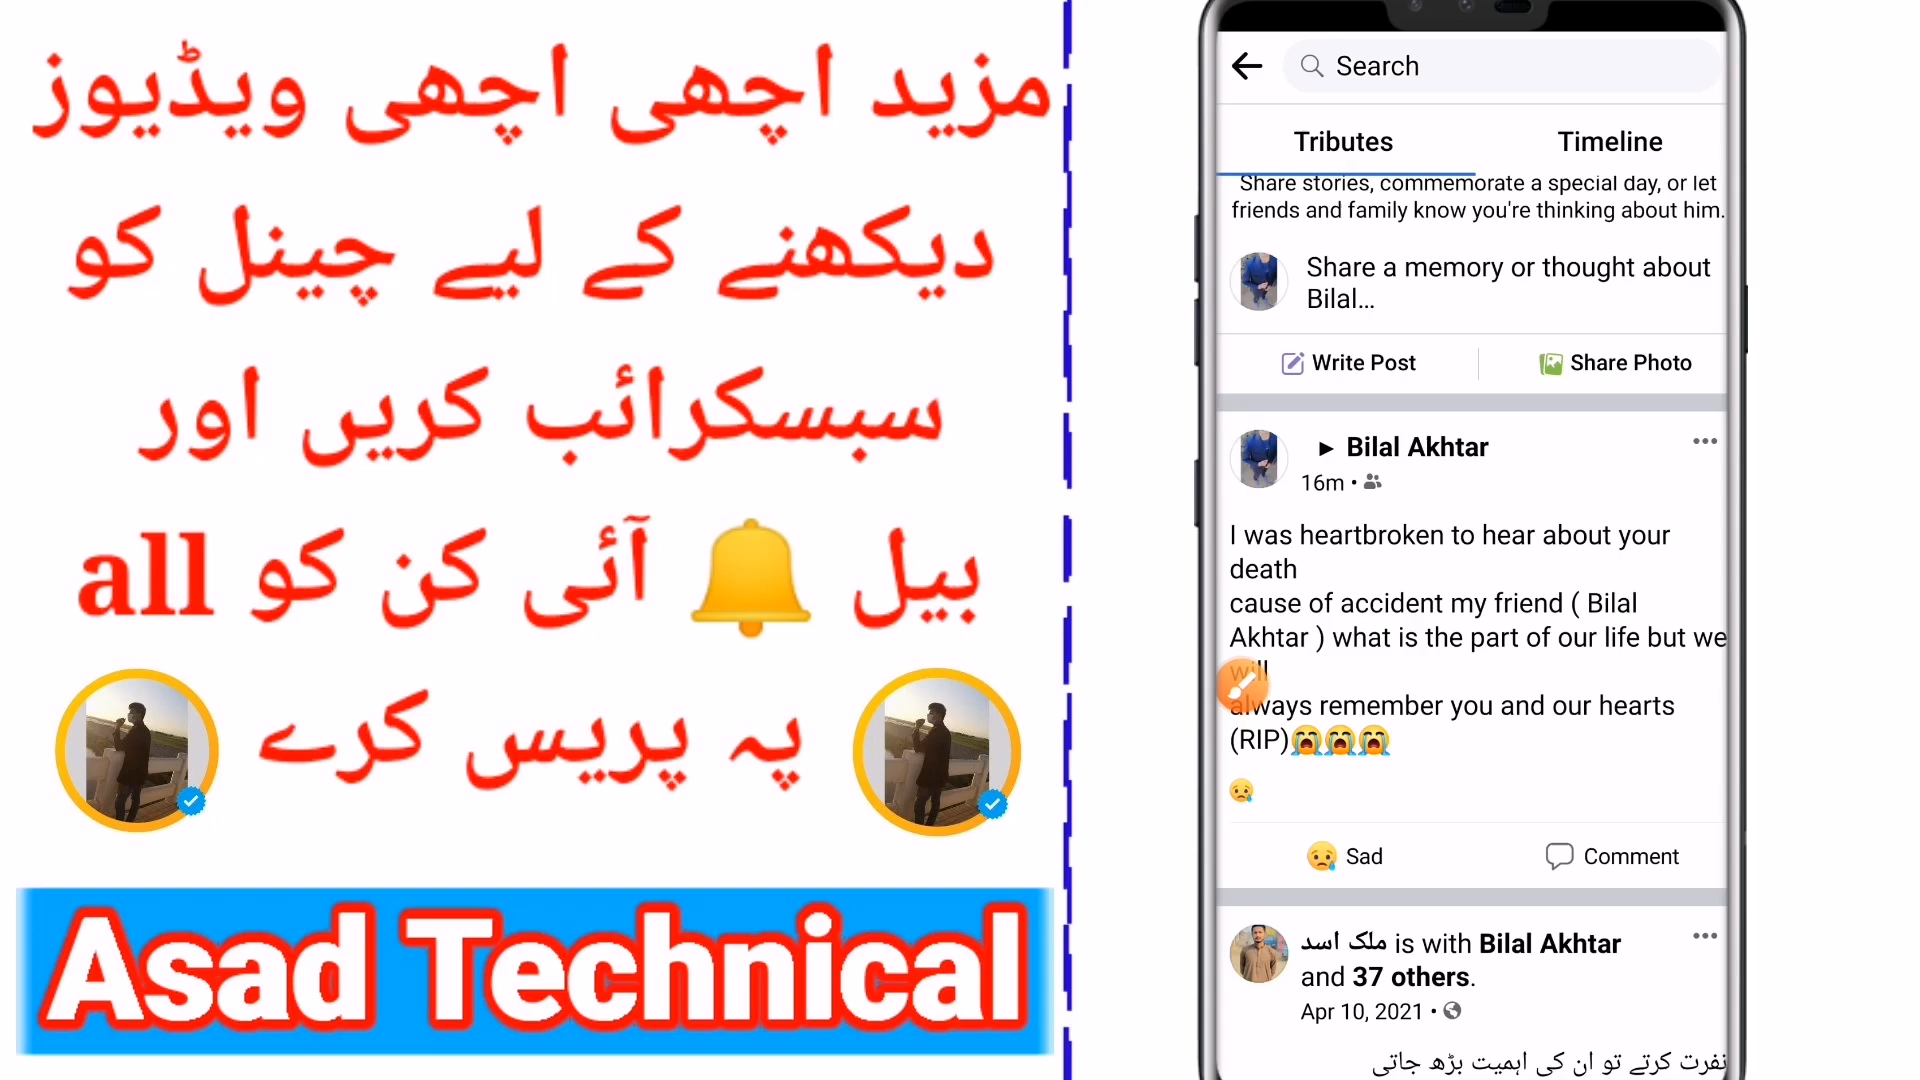 مزید اچھی اچھی ویڈیوز
دیکھنے کے لیے چینل کو
سبسکرائب کریں اور
بیل 🔔 آئی کن کو all
پہ پریس کرے
Asad Technical
Search
Tributes
Timeline
Share stories, commemorate a special day, or let
friends and family know you're thinking about him.
Share a memory or thought about
Bilal...
Write Post
Share Photo
▸ Bilal Akhtar
16m •
I was heartbroken to hear about your
death
cause of accident my friend ( Bilal
Akhtar ) what is the part of our life but we
will
always remember you and our hearts
(RIP)😭😭😭
Sad
Comment
ملک اسد is with Bilal Akhtar
and 37 others.
Apr 10, 2021 •
نفرت کرتے تو ان کی اہمیت بڑھ جاتی